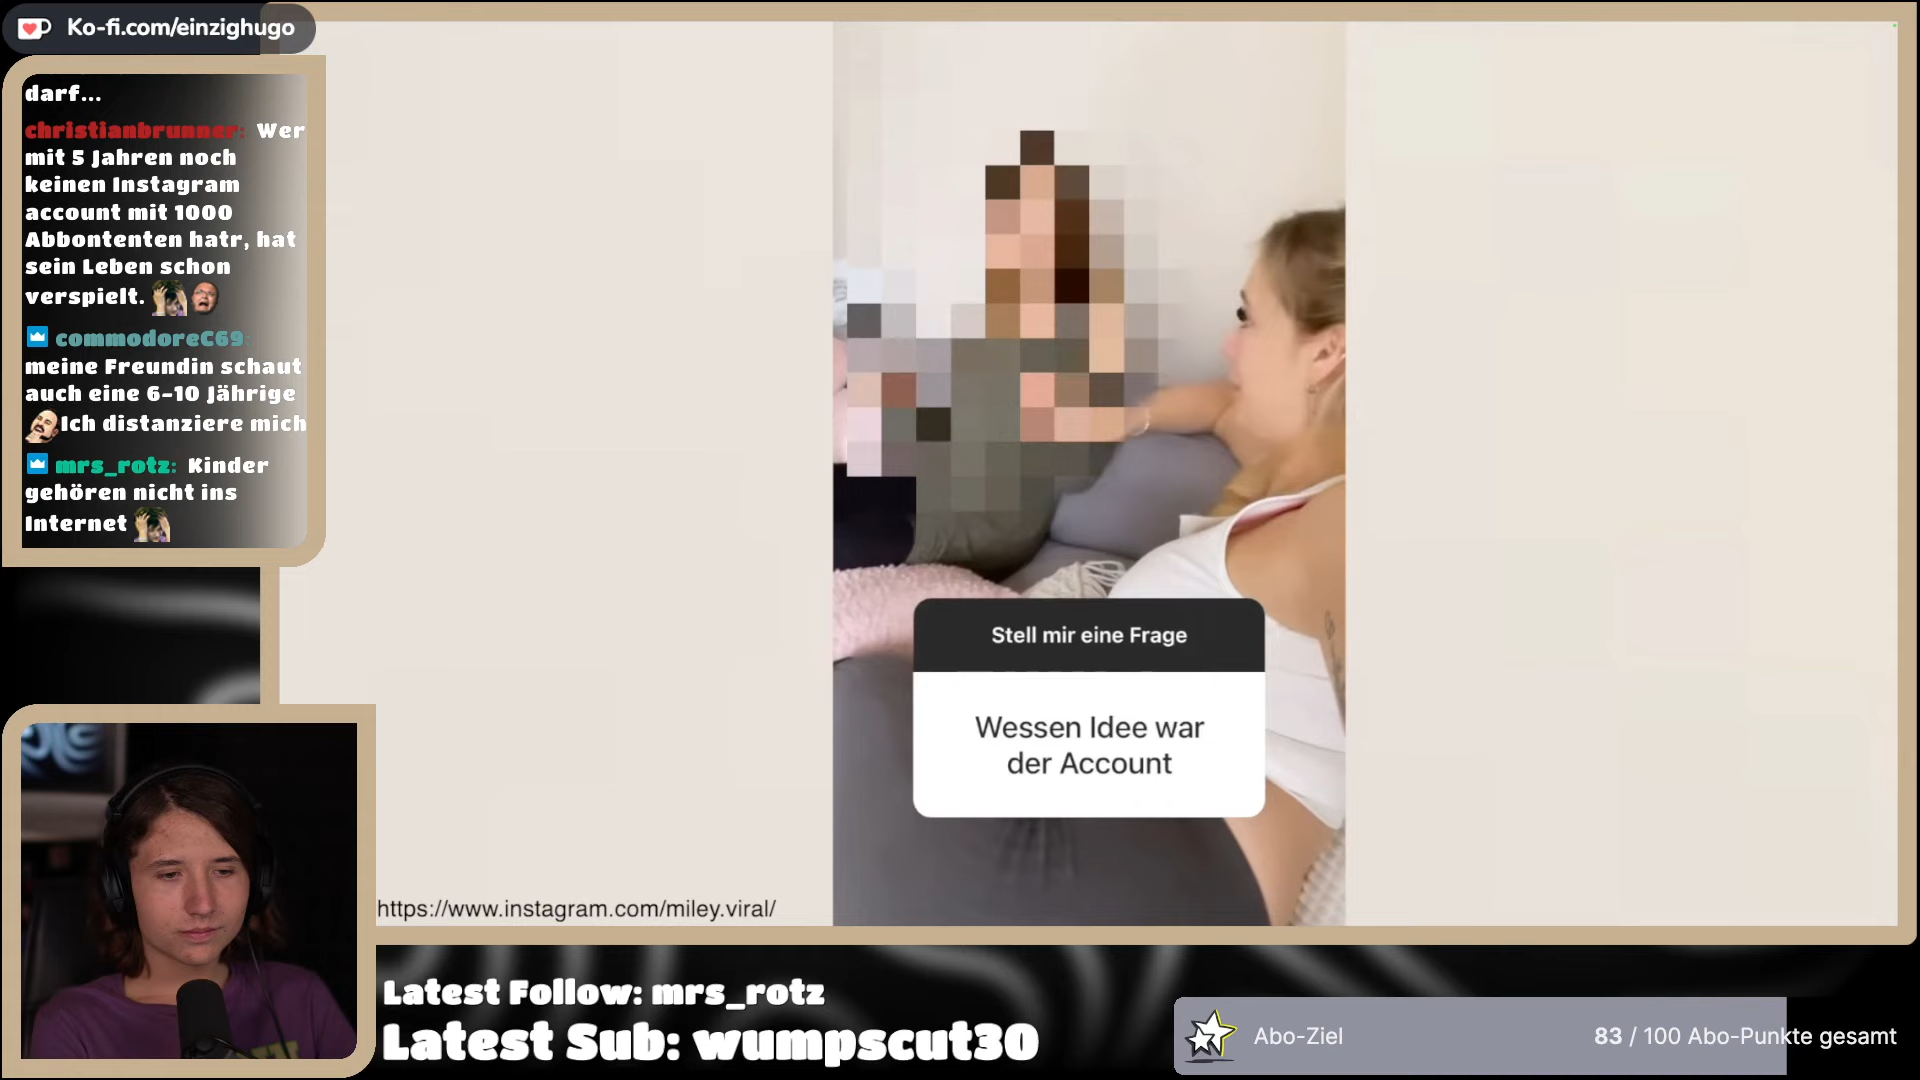 Ko-fi.com/einzighugo
darf...
christianbrunner: Wer
mit 5 Jahren noch
keinen Instagram
account mit 1000
Abbontenten hatr, hat
sein Leben schon
verspielt.
commodoreC69:
meine Freundin schaut
auch eine 6-10 Jährige
Ich distanziere mich
mrs_rotz: Kinder
gehören nicht ins
Internet
Stell mir eine Frage
Wessen Idee war
der Account
https://www.instagram.com/miley.viral/
Latest Follow: mrs_rotz
Latest Sub: wumpscut30
Abo-Ziel
83 / 100 Abo-Punkte gesamt